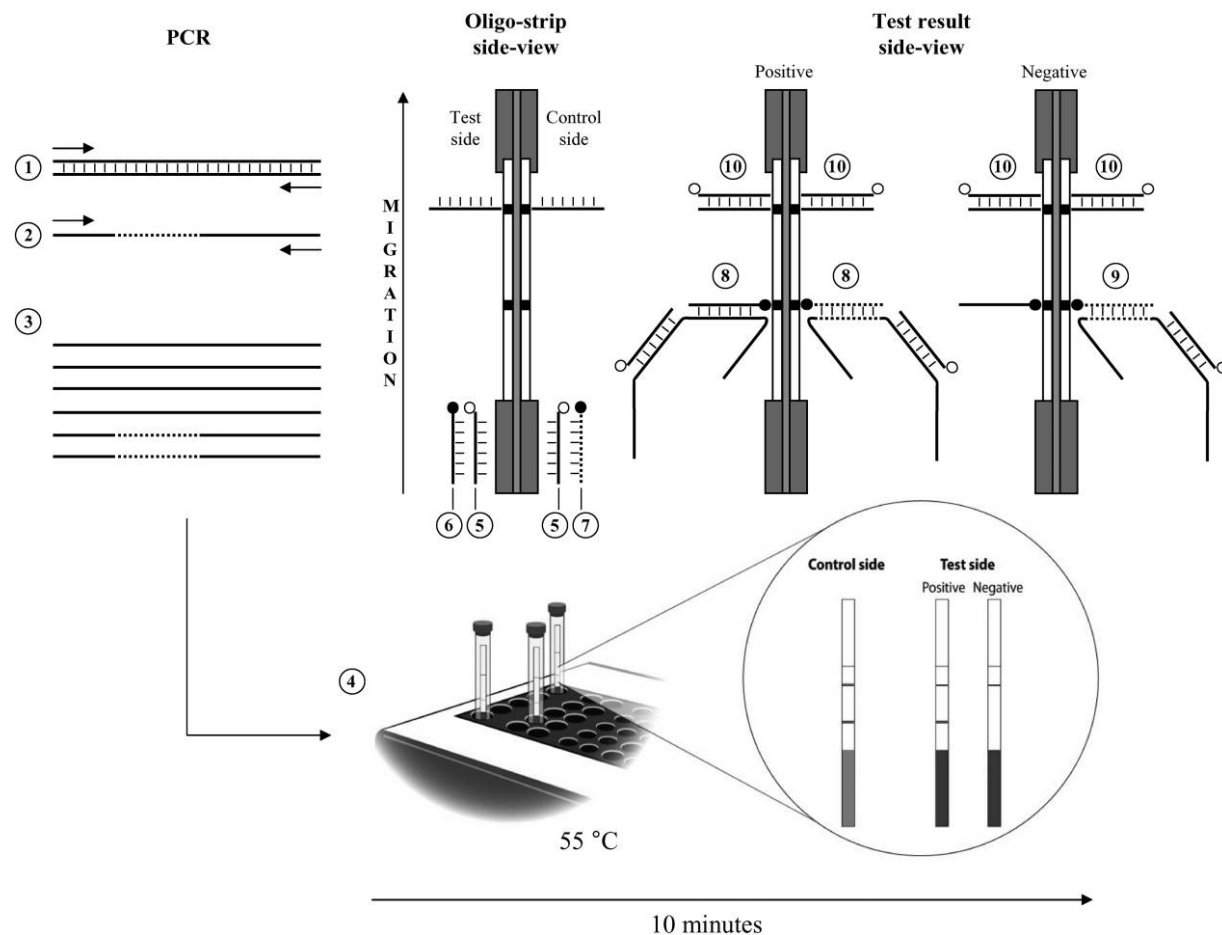 PCR
Oligo-strip
side-view
Test result
side-view
Positive
Negative
Test
side
Control
side
MIGRATION
1
2
3
10
10
10
10
8
8
9
6
5
5
7
4
55 °C
Control side
Test side
Positive
Negative
10 minutes